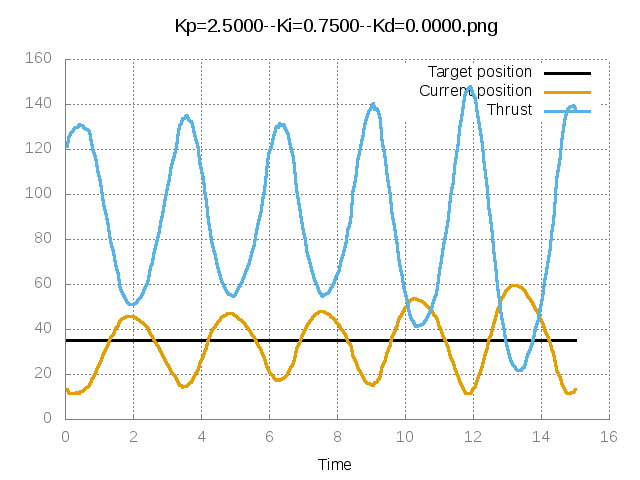 Kp=2.5000--Ki=0.7500--Kd=0.0000.png
160
140
120
100
80
60
40
20
0
Target position
Current position
Thrust
0 2 4 6 8 10 12 14 16
Time